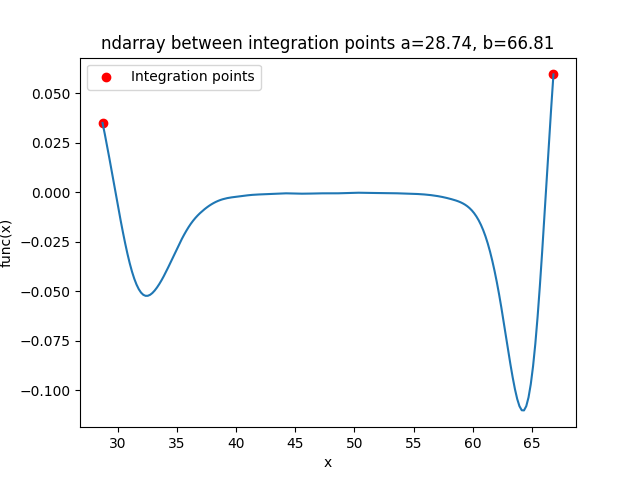 ndarray between integration points a=28.74, b=66.81
Integration points
0.050
0.025
0.000
−0.025
−0.050
−0.075
−0.100
func(x)
30 35 40 45 50 55 60 65
x